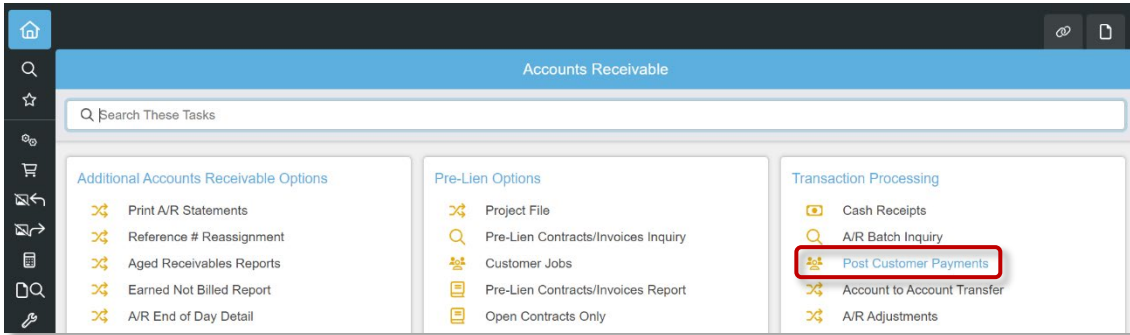 Accounts Receivable
Search These Tasks
Additional Accounts Receivable Options
Print A/R Statements
Reference # Reassignment
Aged Receivables Reports
Earned Not Billed Report
A/R End of Day Detail
Pre-Lien Options
Project File
Pre-Lien Contracts/Invoices Inquiry
Customer Jobs
Pre-Lien Contracts/Invoices Report
Open Contracts Only
Transaction Processing
Cash Receipts
A/R Batch Inquiry
Post Customer Payments
Account to Account Transfer
A/R Adjustments